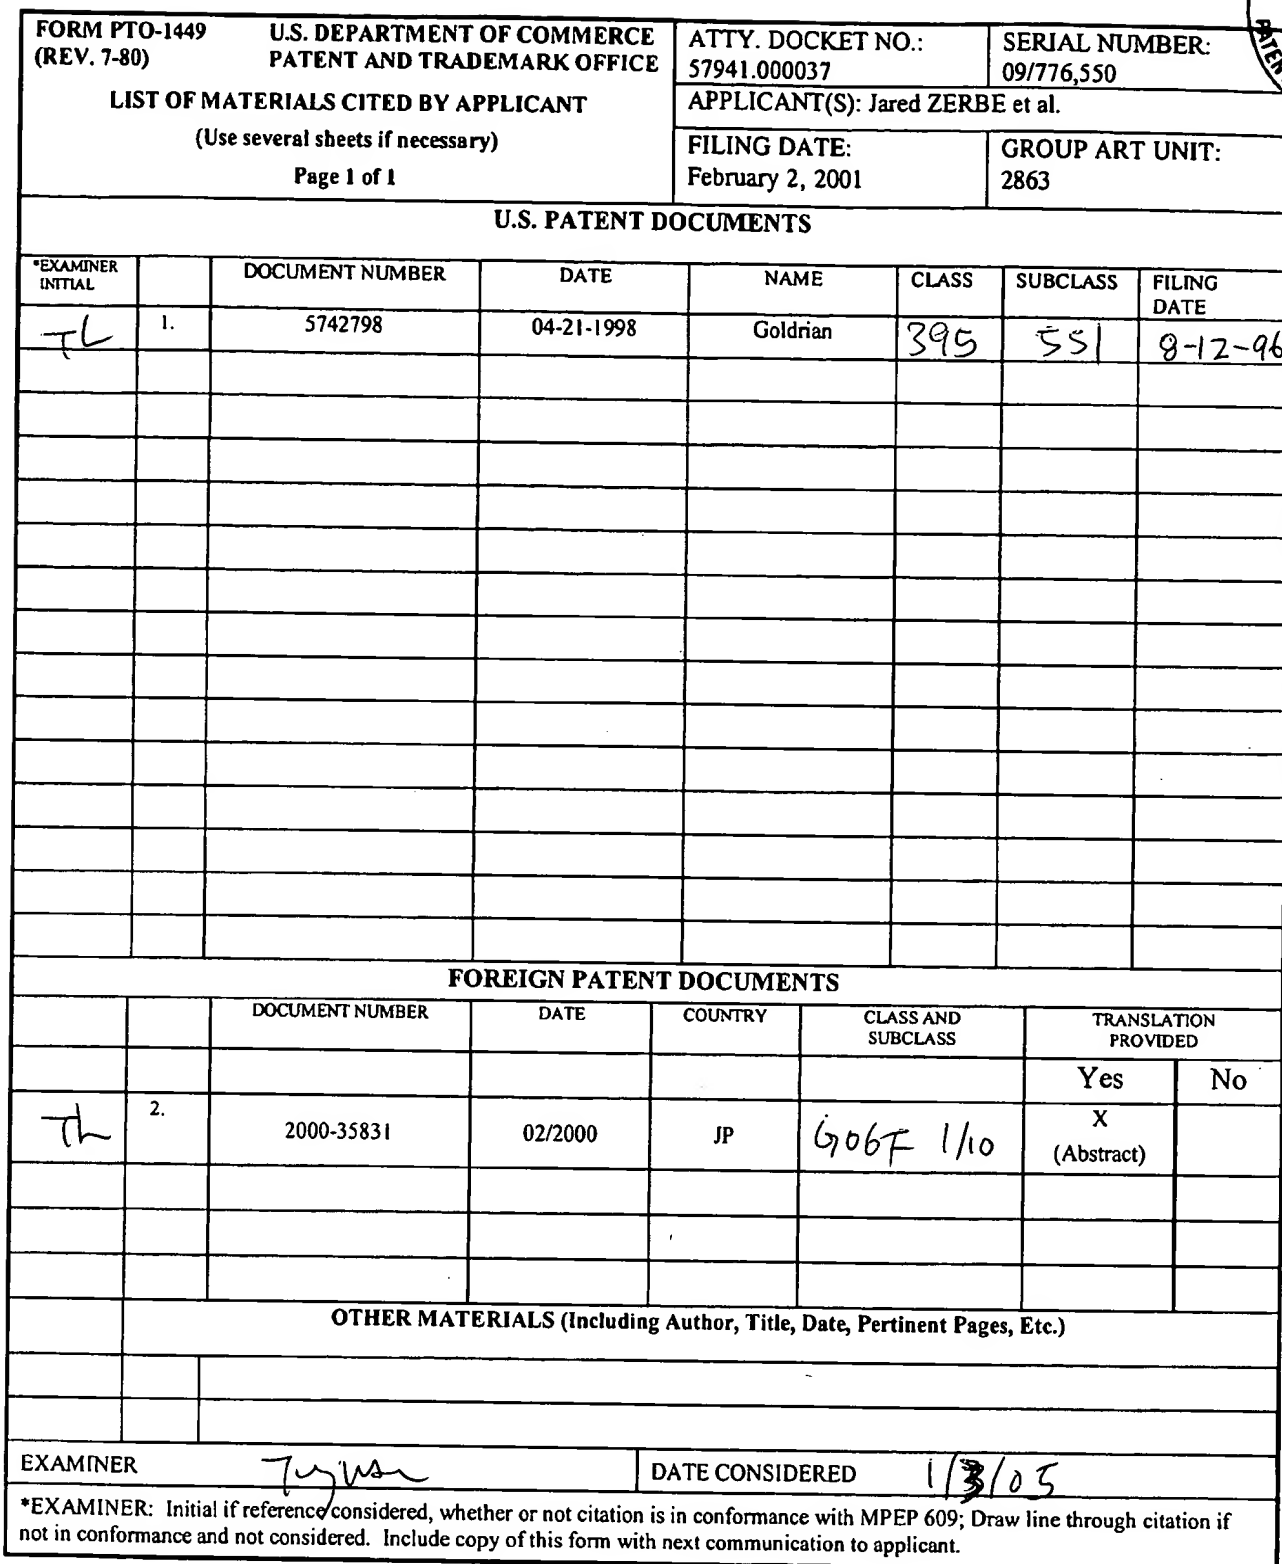 FORM PTO-1449 U.S. DEPARTMENT OF COMMERCE
(REV. 7-80) PATENT AND TRADEMARK OFFICE
LIST OF MATERIALS CITED BY APPLICANT
(Use several sheets if necessary)
Page 1 of 1
ATTY. DOCKET NO.:
57941.000037
SERIAL NUMBER:
09/776,550
APPLICANT(S): Jared ZERBE et al.
FILING DATE:
February 2, 2001
GROUP ART UNIT:
2863
U.S. PATENT DOCUMENTS
*EXAMINER
INITIAL
DOCUMENT NUMBER
DATE
NAME
CLASS
SUBCLASS
FILING
DATE
TL 1. 5742798 04-21-1998 Goldrian 395 551 8-12-96
FOREIGN PATENT DOCUMENTS
DOCUMENT NUMBER
DATE
COUNTRY
CLASS AND
SUBCLASS
TRANSLATION
PROVIDED
Yes No
TL 2. 2000-35831 02/2000 JP G06F 1/10 X
(Abstract)
OTHER MATERIALS (Including Author, Title, Date, Pertinent Pages, Etc.)
EXAMINER
DATE CONSIDERED 1/3/05
*EXAMINER: Initial if reference considered, whether or not citation is in conformance with MPEP 609; Draw line through citation if
not in conformance and not considered. Include copy of this form with next communication to applicant.